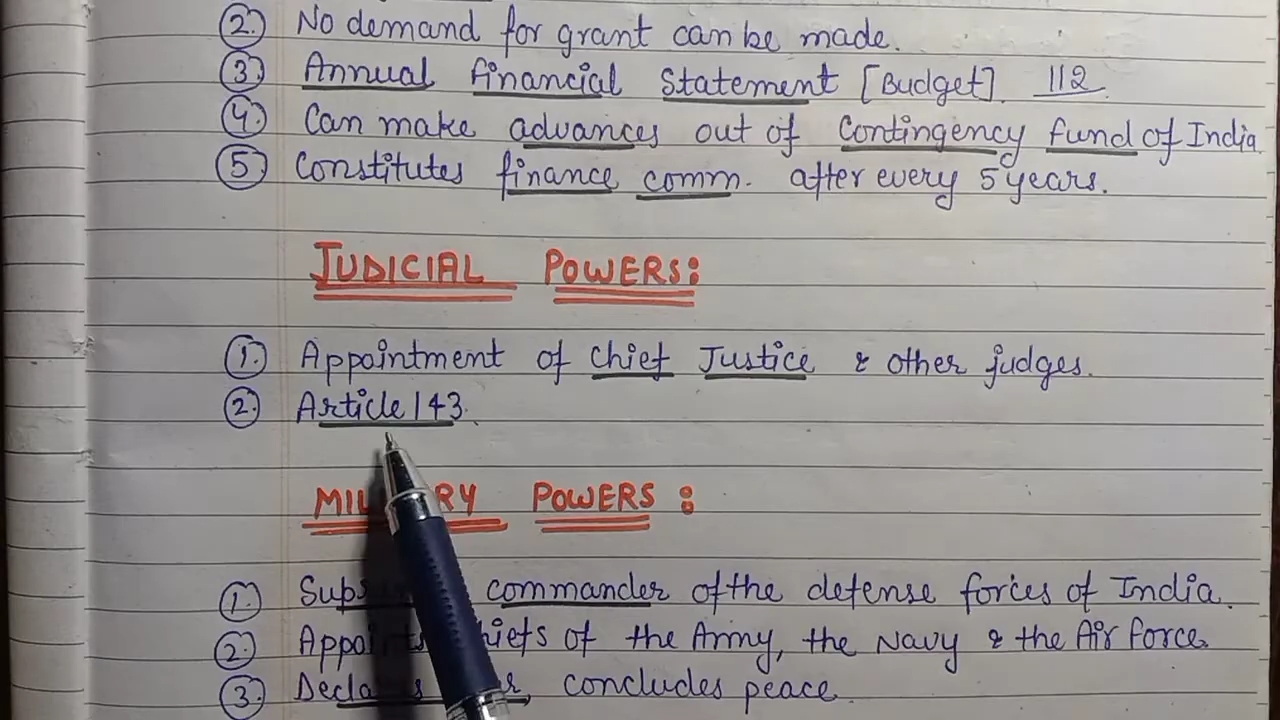 2. No demand for grant can be made.
3. Annual financial Statement [Budget]. 112
4. Can make advances out of Contingency fund of India.
5. Constitutes finance comm. after every 5 years.
JUDICIAL POWERS:
1. Appointment of Chief Justice & other judges.
2. Article 143.
POWERS :
1. commander of the defense forces of India.
2. of the Army, the Navy & the Air force.
3. concludes peace.